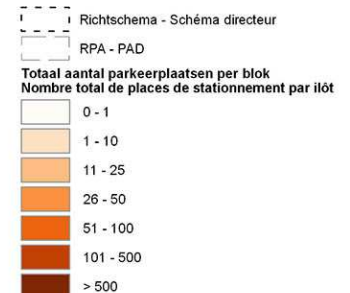 Richtschema - Schéma directeur
RPA - PAD
Totaal aantal parkeerplaatsen per blok
Nombre total de places de stationnement par ilôt
0 - 1
1 - 10
11 - 25
26 - 50
51 - 100
101 - 500
> 500